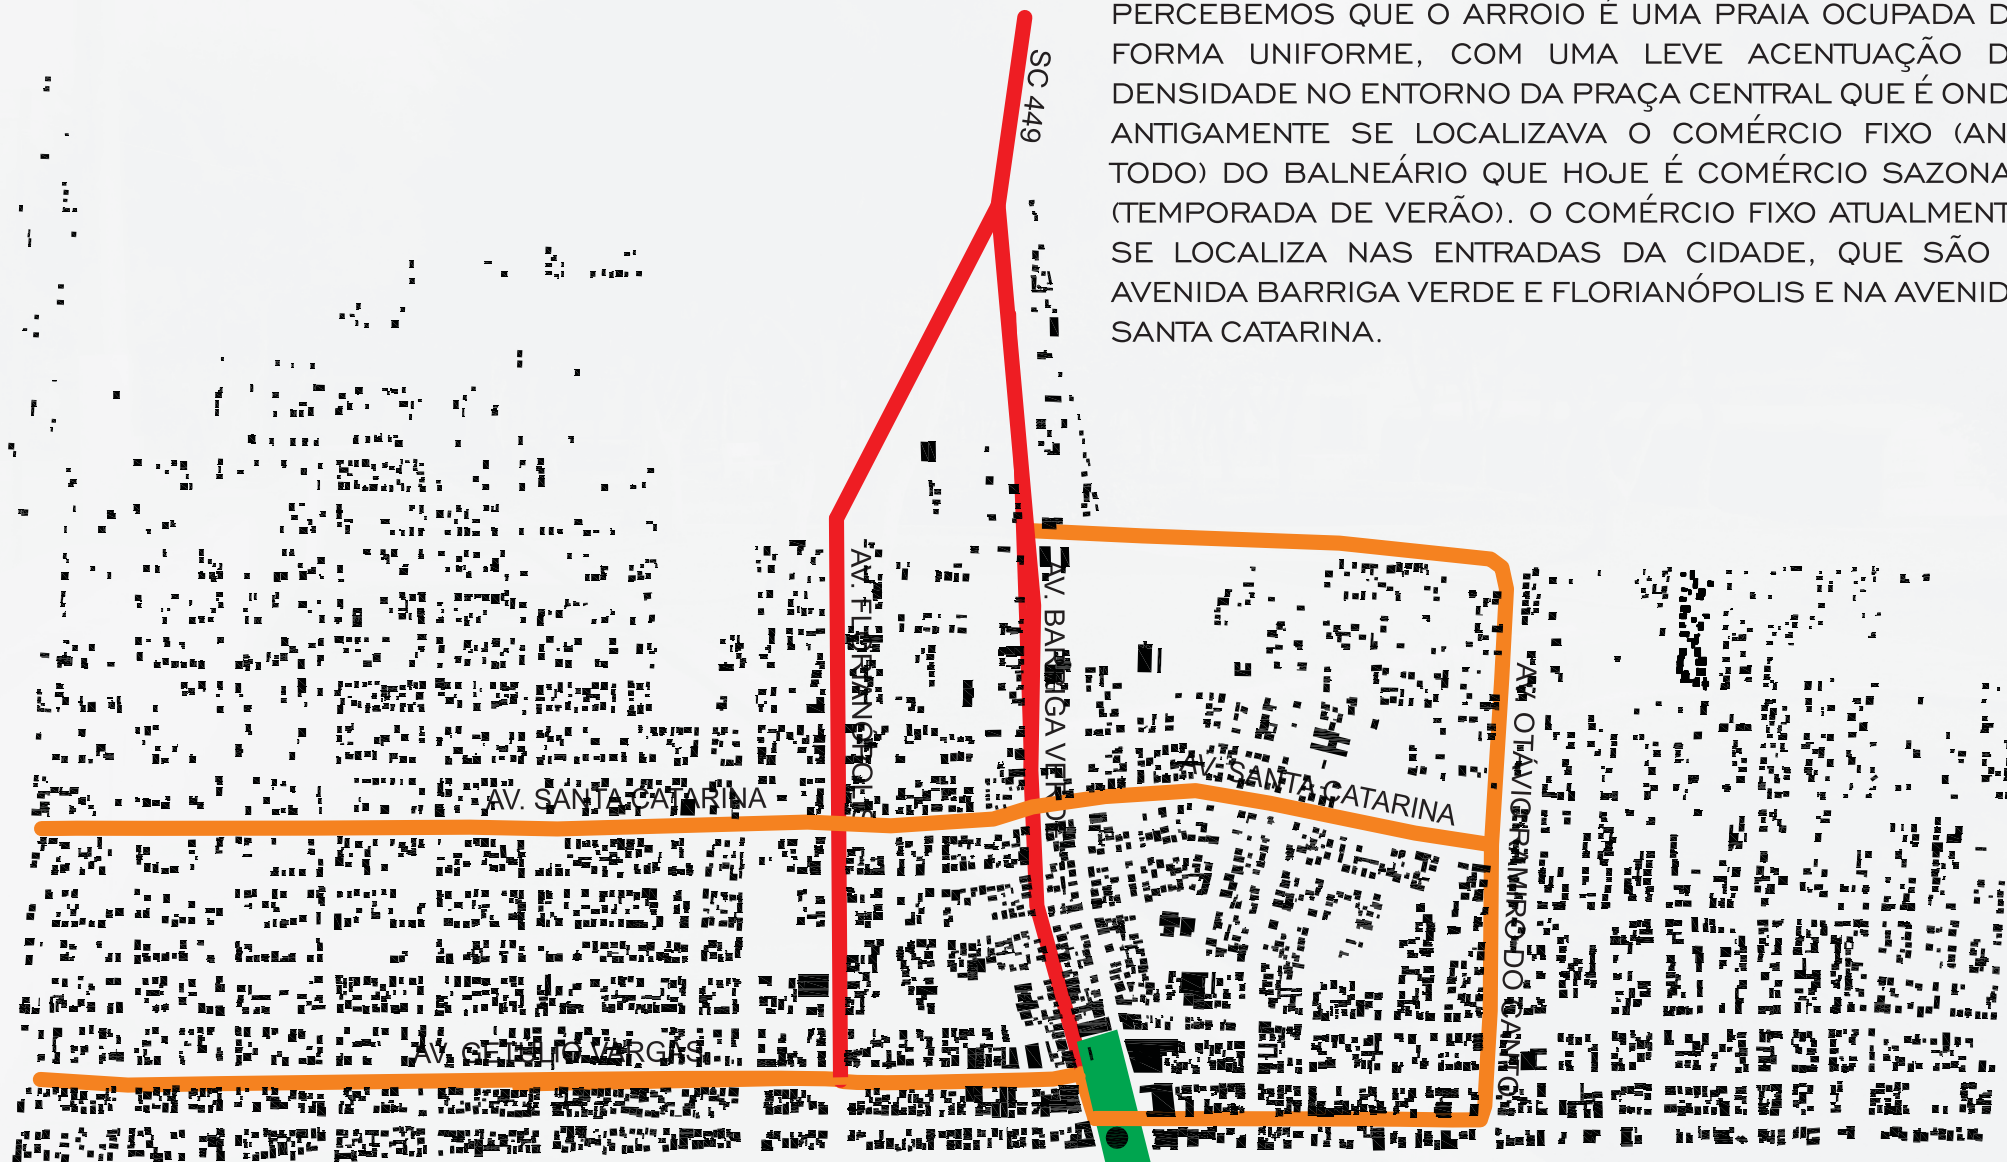 PERCEBEMOS QUE O ARROIO É UMA PRAIA OCUPADA D
FORMA UNIFORME, COM UMA LEVE ACENTUAÇÃO D
DENSIDADE NO ENTORNO DA PRAÇA CENTRAL QUE É OND
ANTIGAMENTE SE LOCALIZAVA O COMÉRCIO FIXO (AN
TODO) DO BALNEÁRIO QUE HOJE É COMÉRCIO SAZONA
(TEMPORADA DE VERÃO). O COMÉRCIO FIXO ATUALMENT
SE LOCALIZA NAS ENTRADAS DA CIDADE, QUE SÃO
AVENIDA BARRIGA VERDE E FLORIANÓPOLIS E NA AVENID
SANTA CATARINA.
SC 449
AV. FLORIANÓPOLIS
AV. BARRIGA VERDE
AV. SANTA CATARINA
AV. SANTA CATARINA
AV. OTÁVIO RAMIRO DO CANTO
AV. GETÚLIO VARGAS